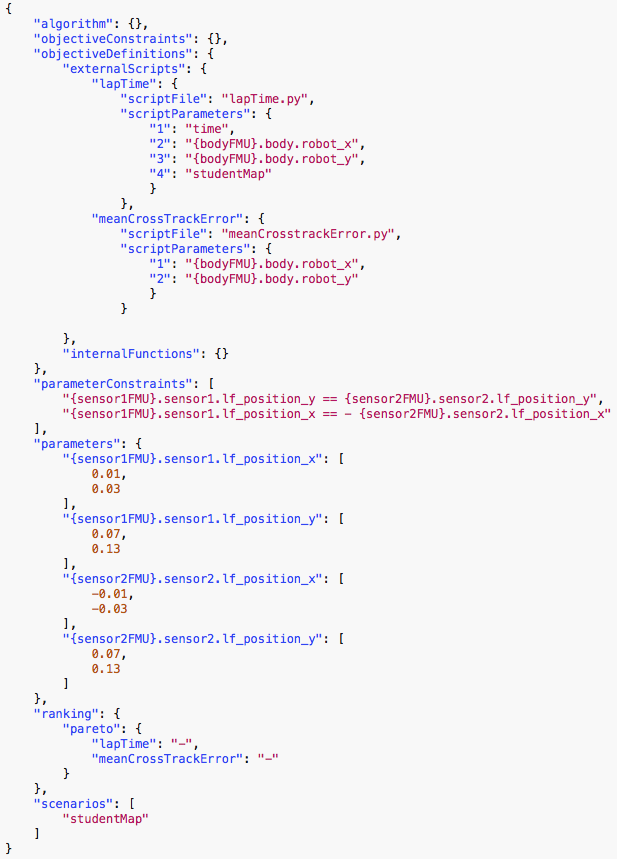 {
    "algorithm": {},
    "objectiveConstraints": {},
    "objectiveDefinitions": {
        "externalScripts": {
            "lapTime": {
                "scriptFile": "lapTime.py",
                "scriptParameters": {
                    "1": "time",
                    "2": "{bodyFMU}.body.robot_x",
                    "3": "{bodyFMU}.body.robot_y",
                    "4": "studentMap"
                    }
                },
            "meanCrossTrackError": {
                "scriptFile": "meanCrosstrackError.py",
                "scriptParameters": {
                    "1": "{bodyFMU}.body.robot_x",
                    "2": "{bodyFMU}.body.robot_y"
                    }
                }

        },
        "internalFunctions": {}
    },
    "parameterConstraints": [
        "{sensor1FMU}.sensor1.lf_position_y == {sensor2FMU}.sensor2.lf_position_y",
        "{sensor1FMU}.sensor1.lf_position_x == - {sensor2FMU}.sensor2.lf_position_x"
    ],
    "parameters": {
        "{sensor1FMU}.sensor1.lf_position_x": [
            0.01,
            0.03
        ],
        "{sensor1FMU}.sensor1.lf_position_y": [
            0.07,
            0.13
        ],
        "{sensor2FMU}.sensor2.lf_position_x": [
            -0.01,
            -0.03
        ],
        "{sensor2FMU}.sensor2.lf_position_y": [
            0.07,
            0.13
        ]
    },
    "ranking": {
        "pareto": {
            "lapTime": "-",
            "meanCrossTrackError": "-"
        }
    },
    "scenarios": [
        "studentMap"
    ]
}